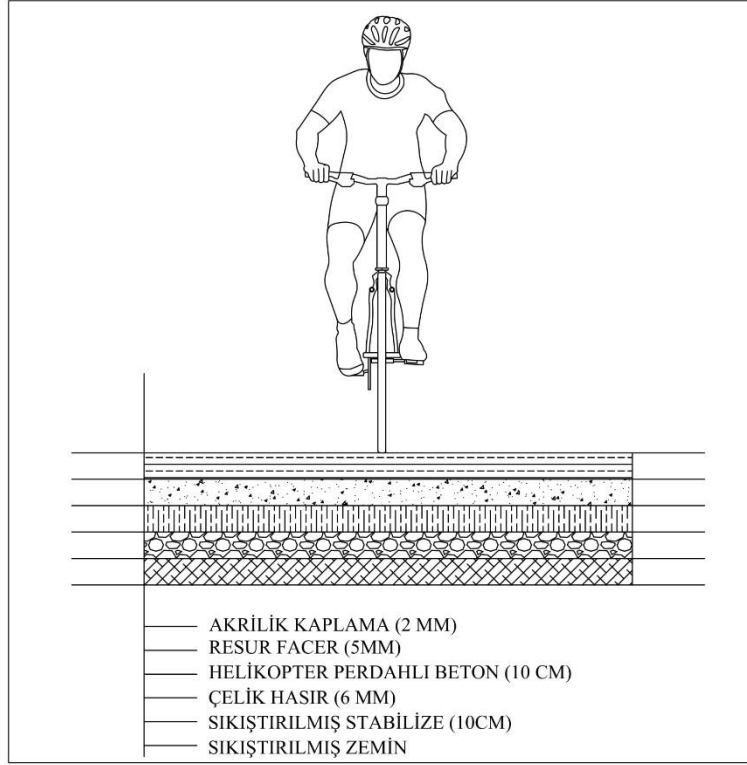 AKRİLİK KAPLAMA (2 MM)
RESUR FACER (5MM)
HELİKOPTER PERDAHLI BETON (10 CM)
ÇELİK HASIR (6 MM)
SIKIŞTIRILMIŞ STABİLİZE (10CM)
SIKIŞTIRILMIŞ ZEMİN